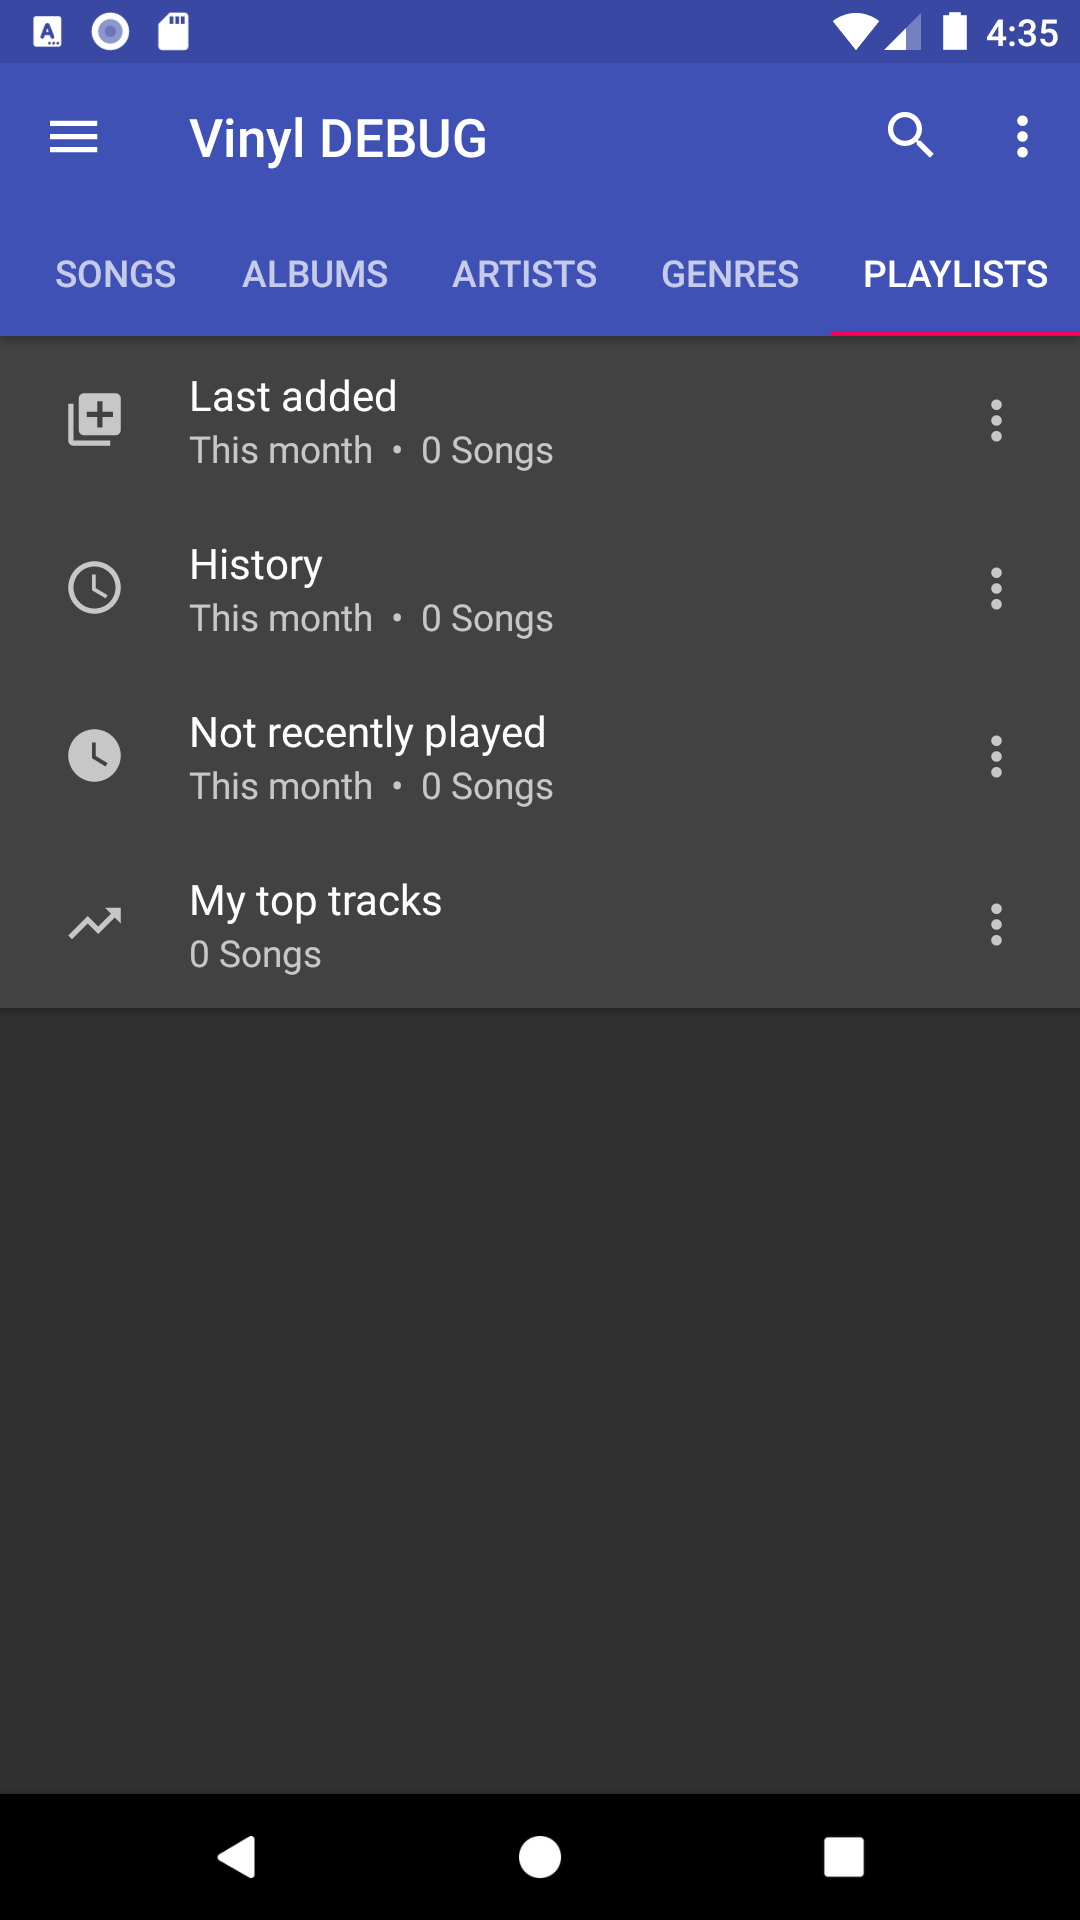 4:35
Vinyl DEBUG
SONGS ALBUMS ARTISTS GENRES PLAYLISTS
Last added
This month • 0 Songs
History
This month • 0 Songs
Not recently played
This month • 0 Songs
My top tracks
0 Songs